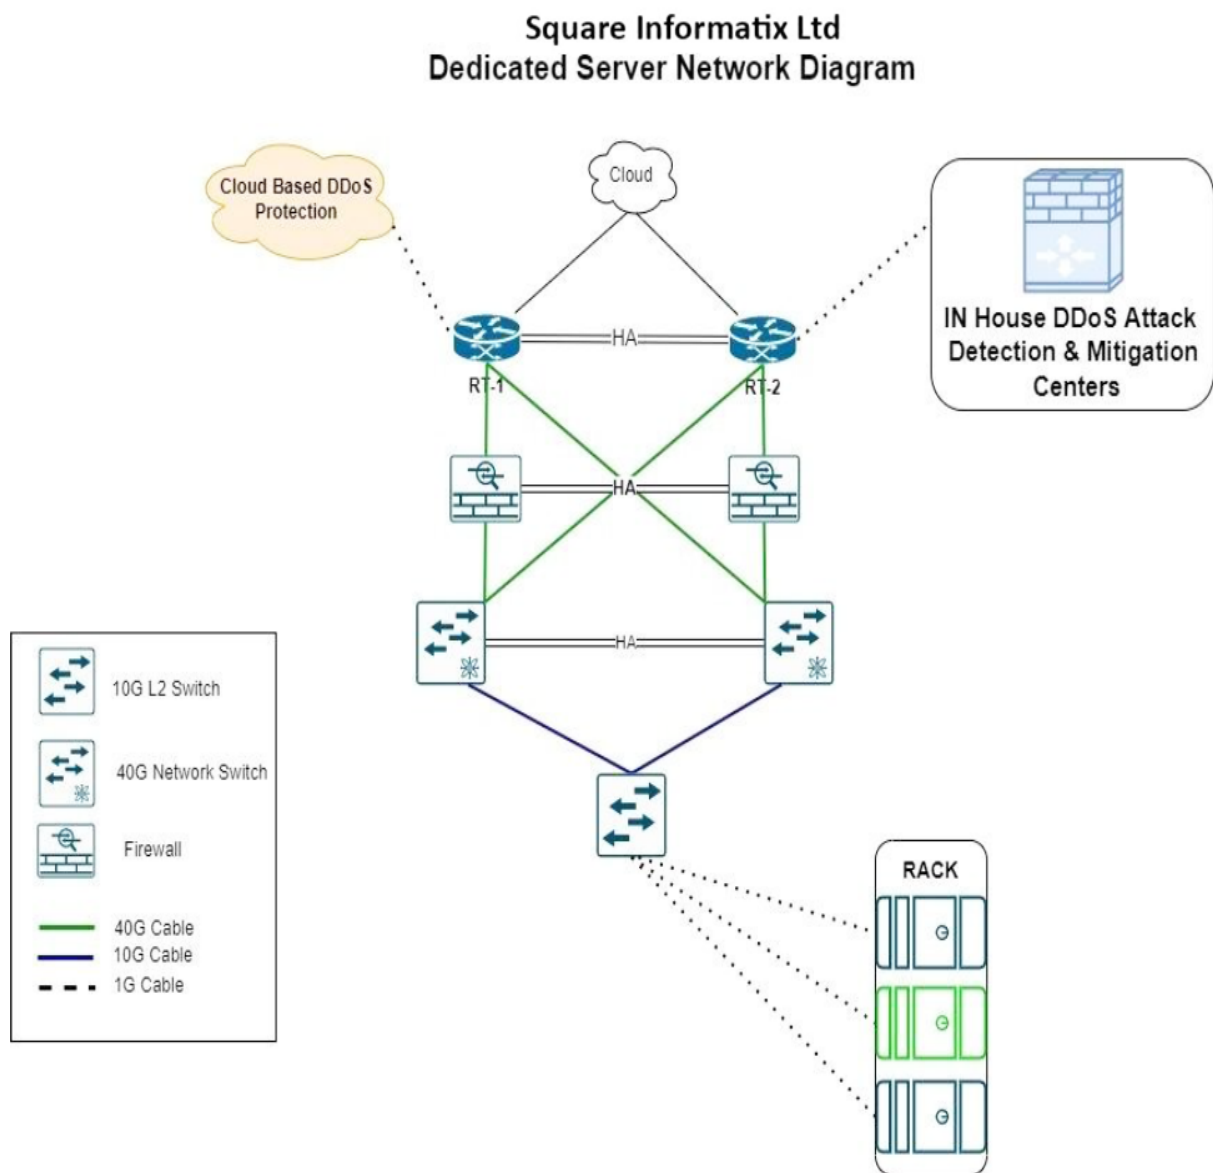 Square Informatix Ltd
Dedicated Server Network Diagram
Cloud Based DDoS
Protection
Cloud
IN House DDoS Attack
Detection & Mitigation
Centers
HA
RT-1
RT-2
HA
HA
10G L2 Switch
40G Network Switch
Firewall
40G Cable
10G Cable
1G Cable
RACK